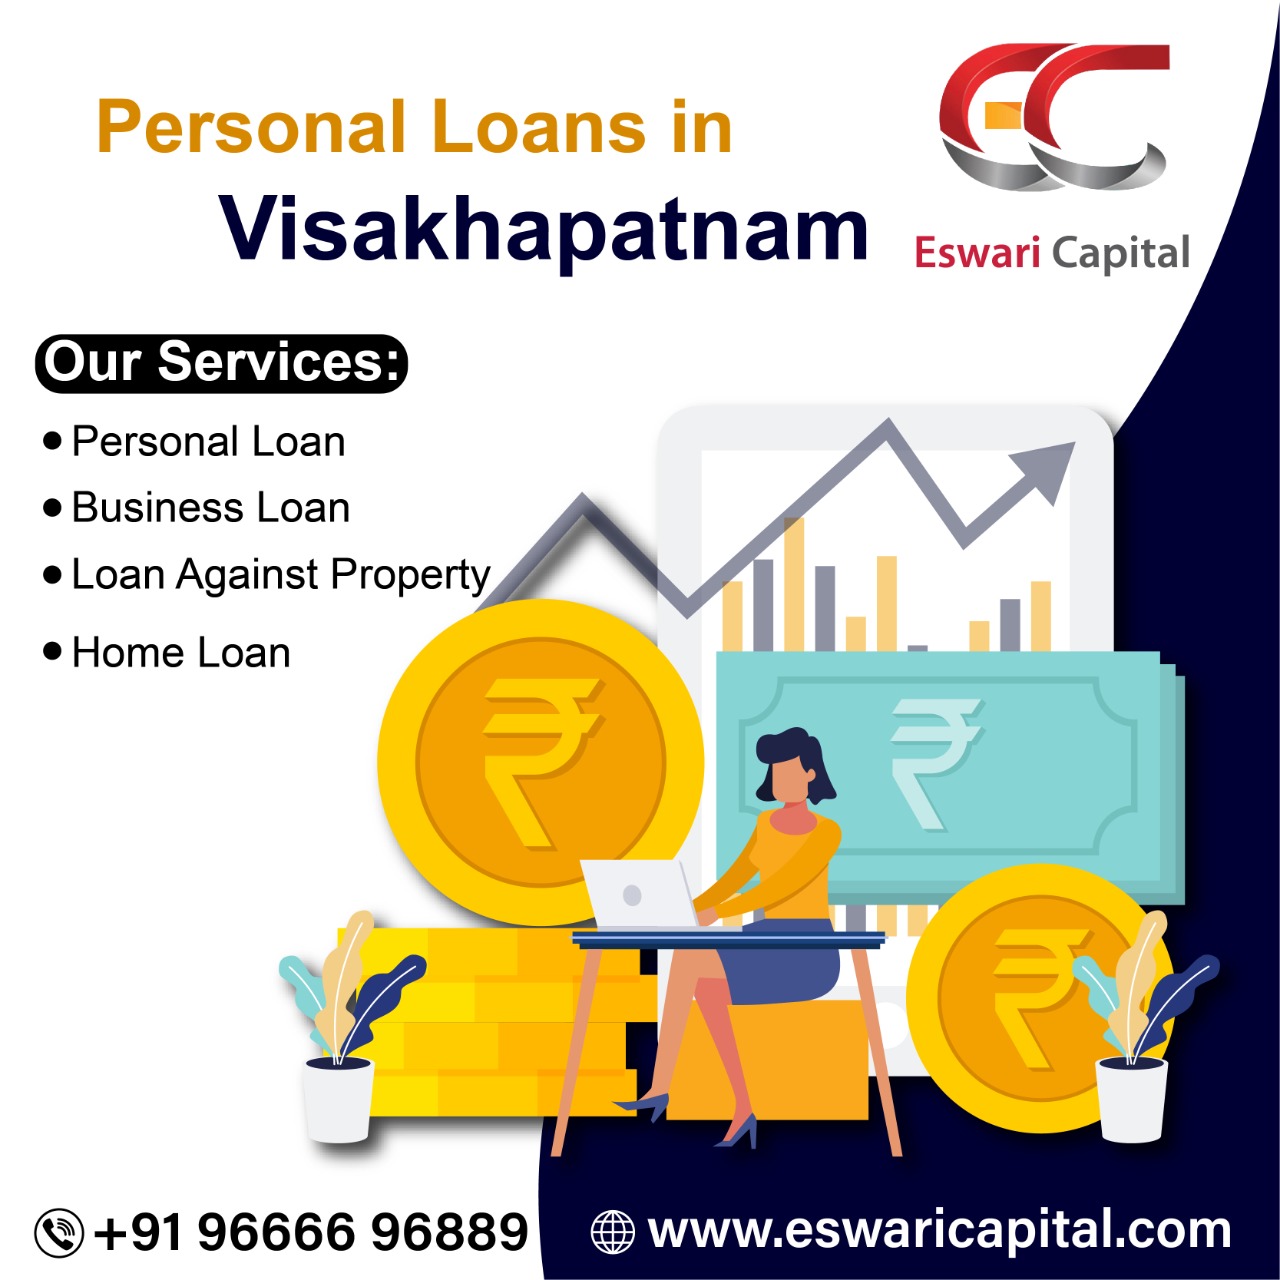 Personal Loans in
Visakhapatnam
Eswari Capital
Our Services:
• Personal Loan
• Business Loan
• Loan Against Property
• Home Loan
+91 96666 96889
www.eswaricapital.com